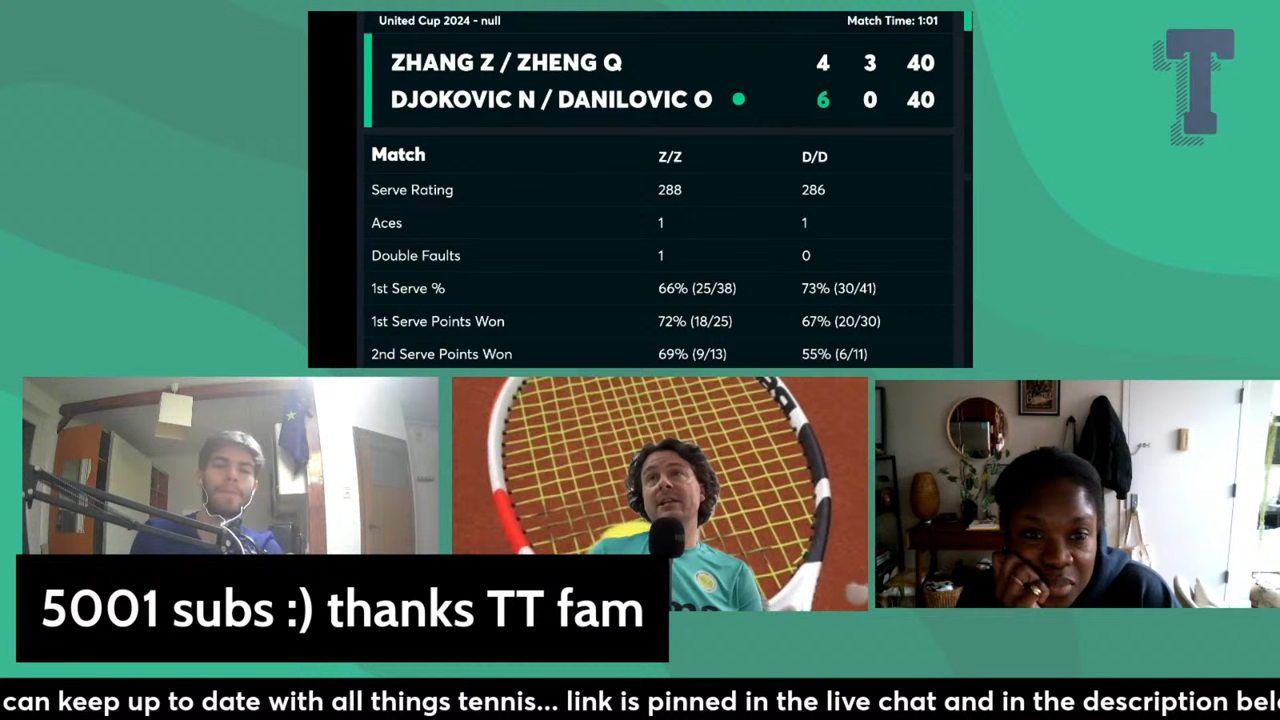 United Cup 2024 - null Match Time: 1:01
ZHANG Z / ZHENG Q 4 3 40
DJOKOVIC N / DANILOVIC O 6 0 40
Match Z/Z D/D
Serve Rating 288 286
Aces 1 1
Double Faults 1 0
1st Serve % 66% (25/38) 73% (30/41)
1st Serve Points Won 72% (18/25) 67% (20/30)
2nd Serve Points Won 69% (9/13) 55% (6/11)
T
5001 subs :) thanks TT fam
can keep up to date with all things tennis... link is pinned in the live chat and in the description bel